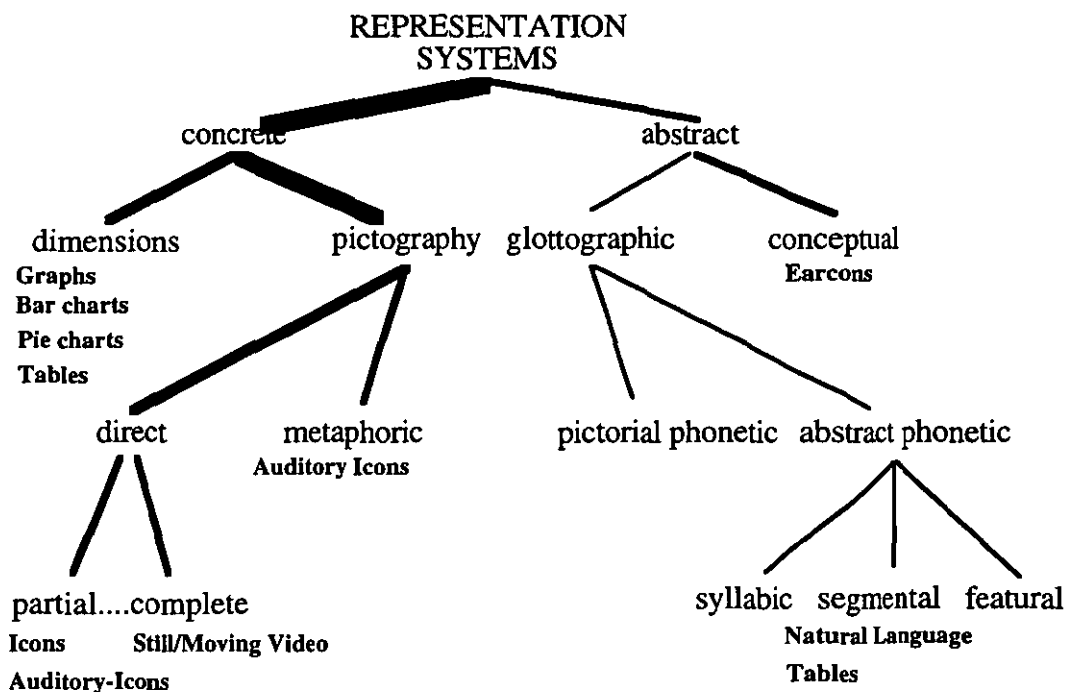 REPRESENTATION
SYSTEMS
concrete
abstract
dimensions
pictography
glottographic
conceptual
Graphs
Bar charts
Pie charts
Tables
Earcons
direct
metaphoric
pictorial phonetic
abstract phonetic
Auditory Icons
partial....complete
syllabic
segmental
featural
Icons
Still/Moving Video
Auditory-Icons
Natural Language
Tables